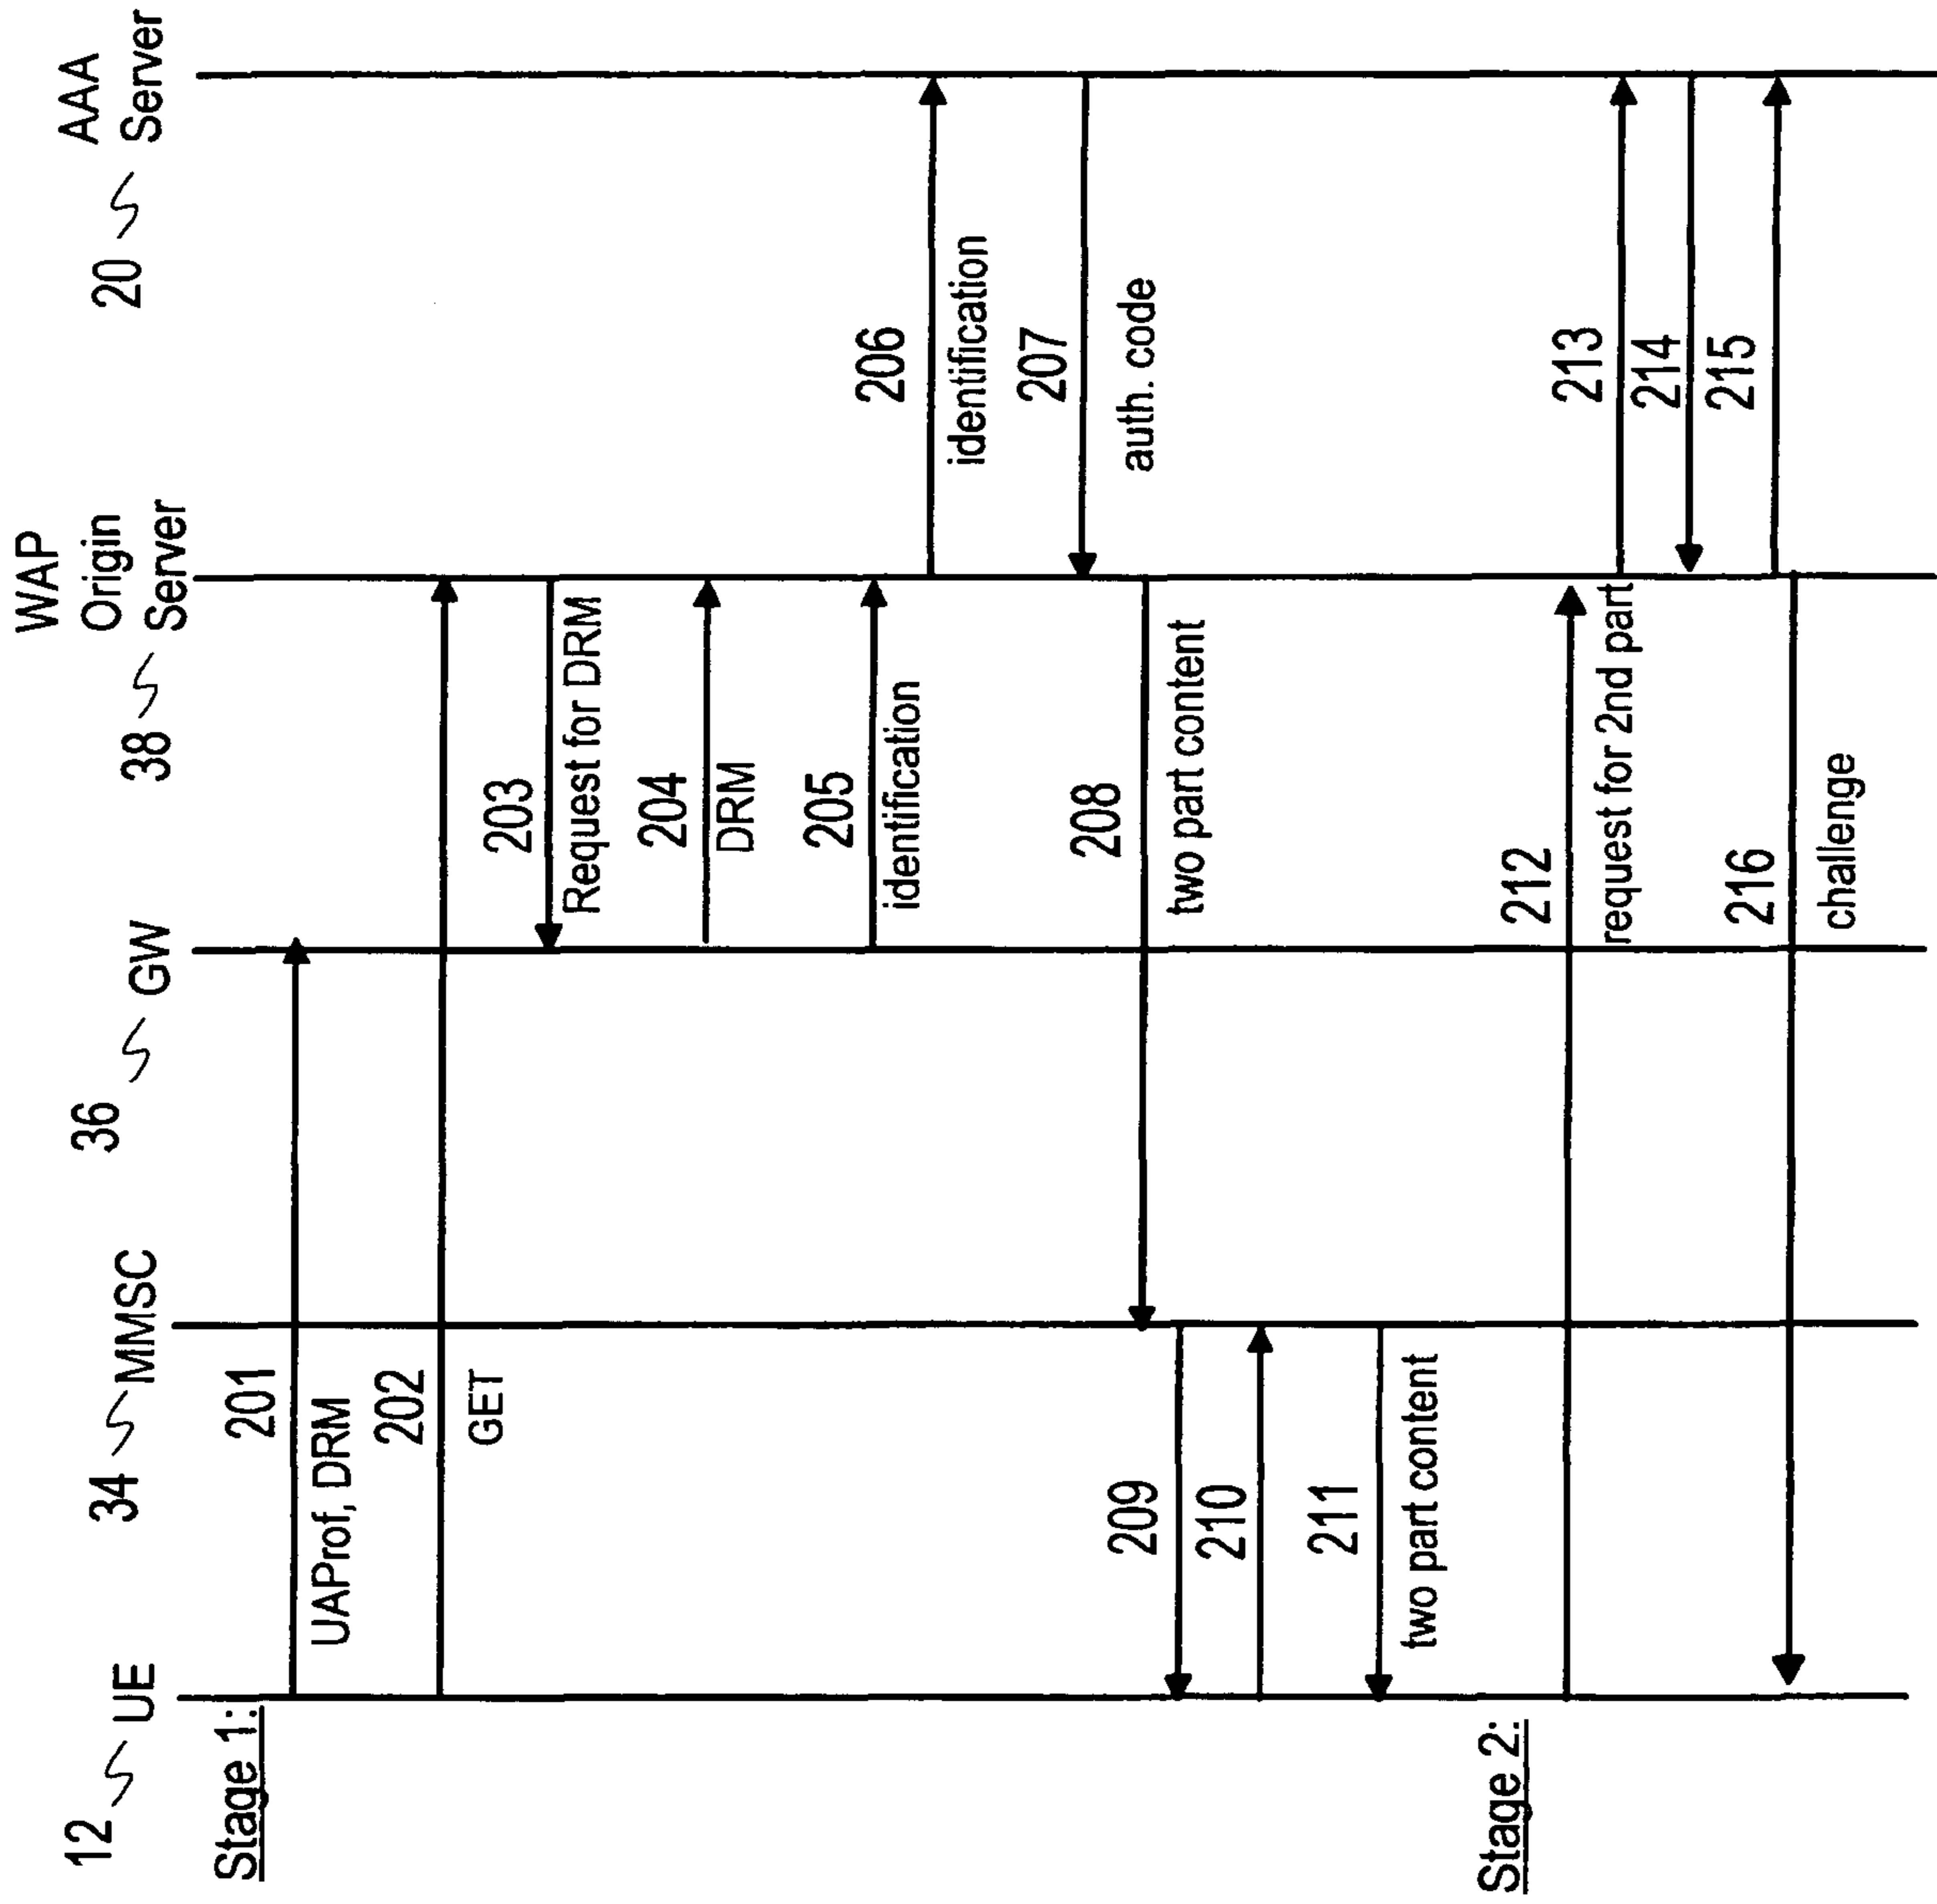 12
UE
34
MMSC
36
GW
38
WAP
Origin
Server
20
AAA
Server
Stage 1:
201
UAProf, DRM
202
GET
203
Request for DRM
204
DRM
205
identification
206
identification
207
auth. code
208
two part content
209
210
211
two part content
Stage 2:
212
request for 2nd part
213
214
215
216
challenge